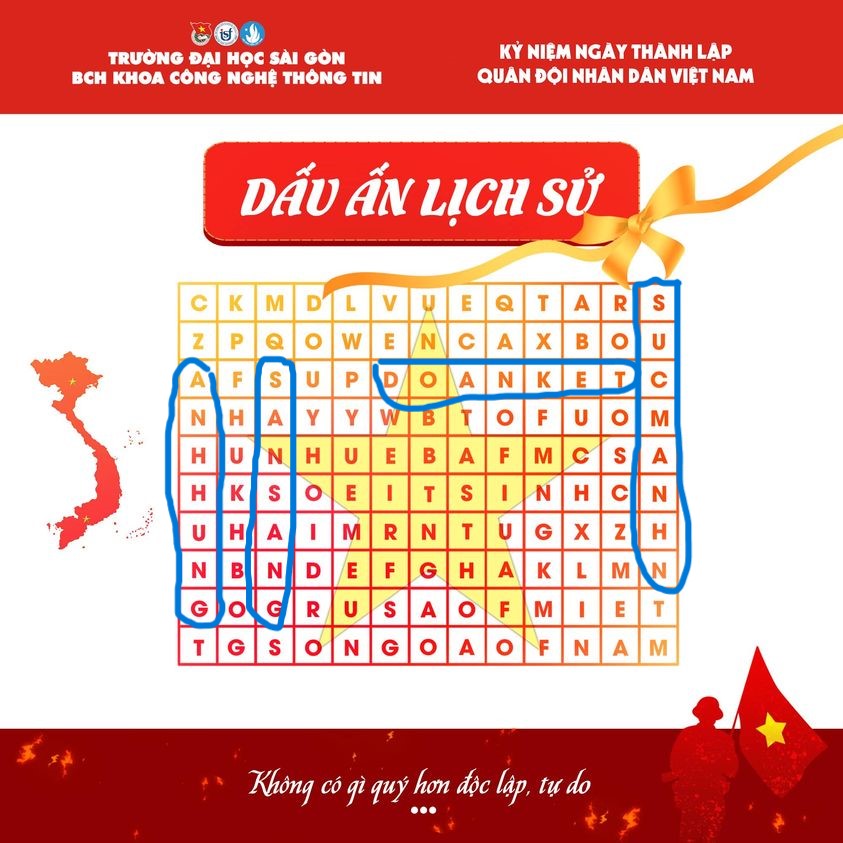 isf
TRƯỜNG ĐẠI HỌC SÀI GÒN
BCH KHOA CÔNG NGHỆ THÔNG TIN
KỶ NIỆM NGÀY THÀNH LẬP
QUÂN ĐỘI NHÂN DÂN VIỆT NAM
DẤU ẤN LỊCH SỬ
C K M D L V U E Q T A R S
Z P Q O W E N C A X B O U
A F S U P D O A N K E T C
N H A Y Y W B T O F U O M
H U N H U E B A F M C S A
H K S O E I T S I N H C N
U H A I M R N T U G X Z H
N B N D E F G H A K L M N
G O G R U S A O F M I E T
T G S O N G O A O F N A M
Không có gì quý hơn độc lập, tự do